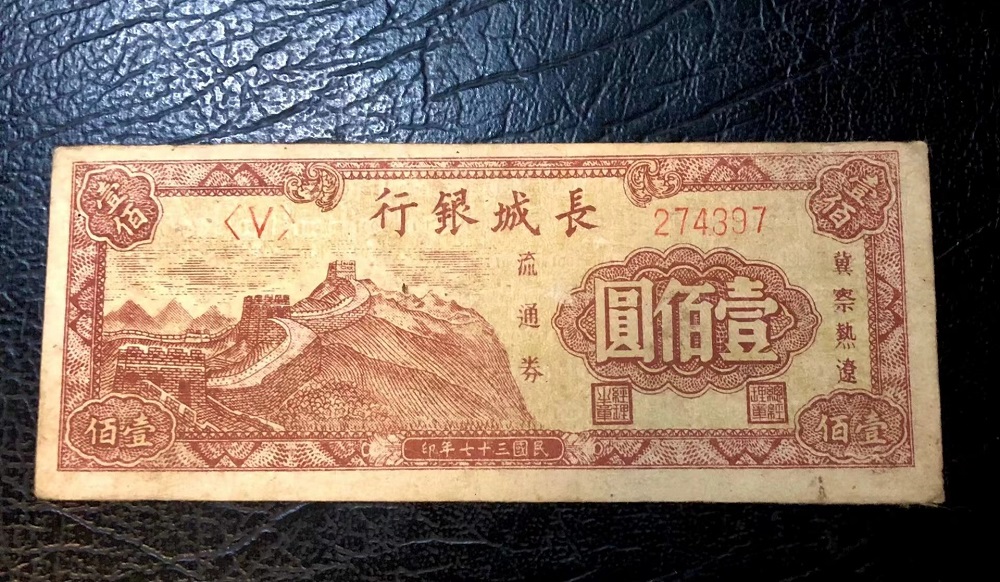 壹佰
〈V〉
長城銀行
274397
壹佰
流通券
壹佰圓
冀察熱遼
壹佰
民國三十七年印
壹佰